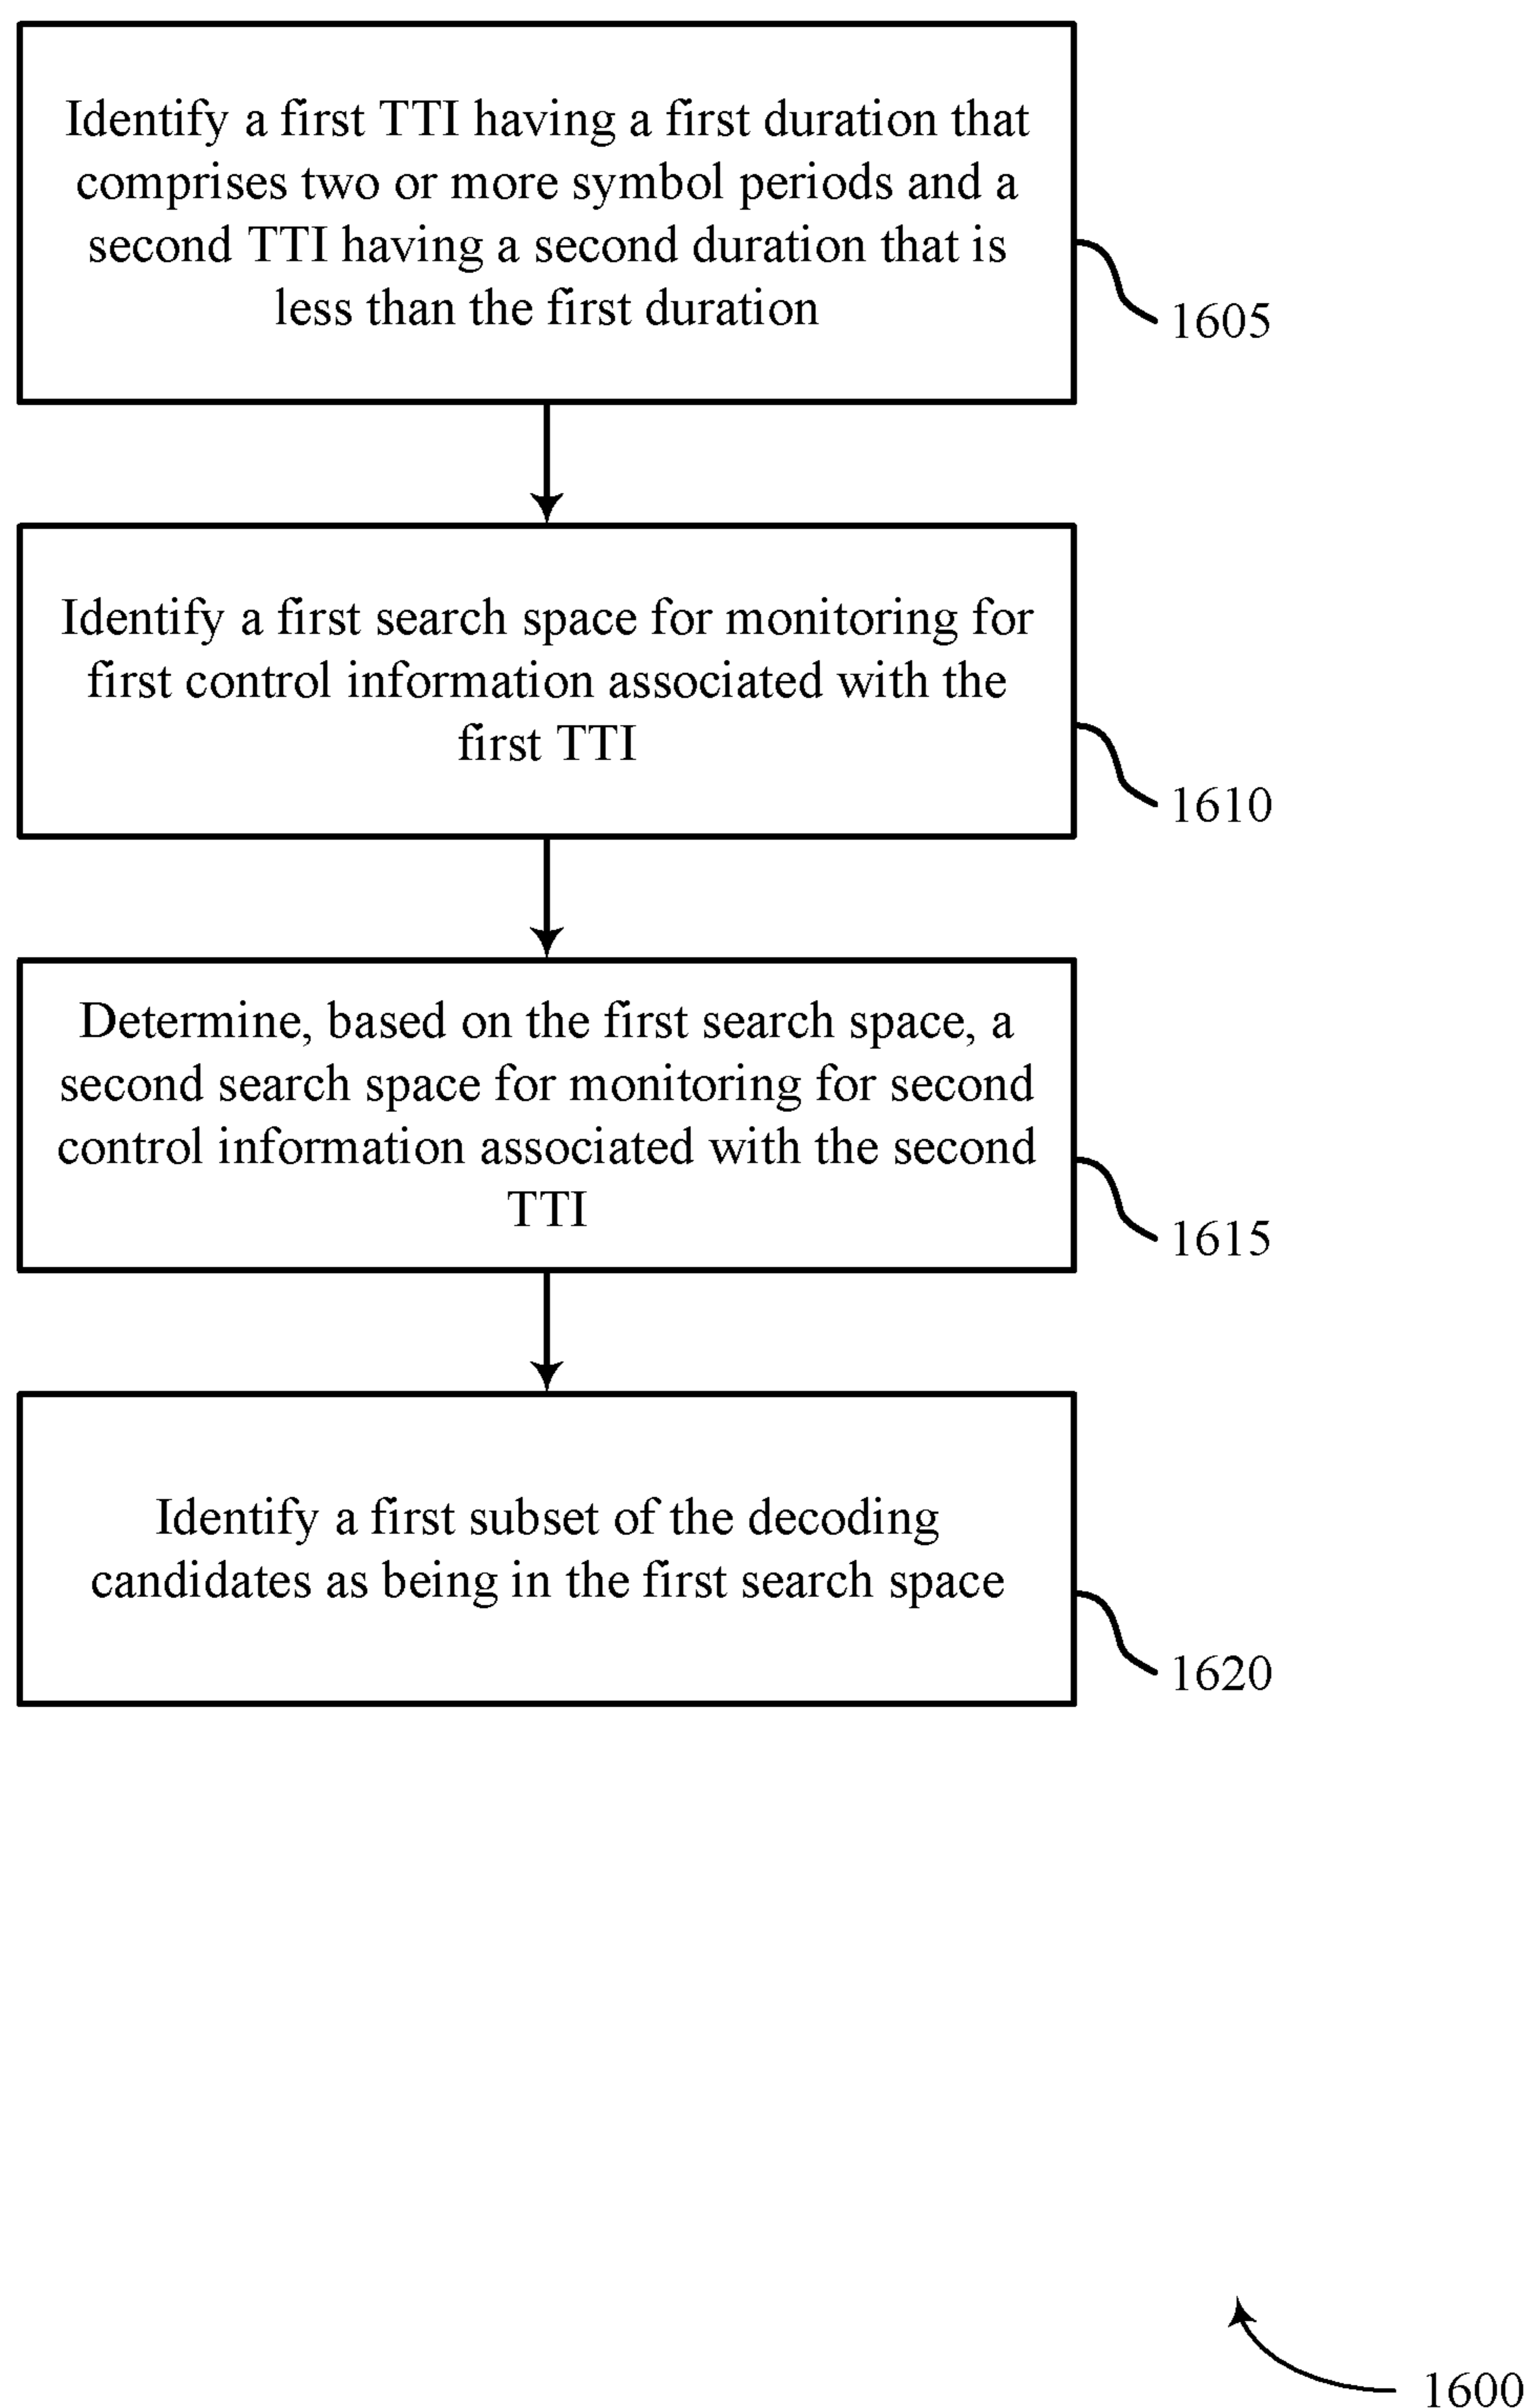 Identify a first TTI having a first duration that
comprises two or more symbol periods and a
second TTI having a second duration that is
less than the first duration
1605
Identify a first search space for monitoring for
first control information associated with the
first TTI
1610
Determine, based on the first search space, a
second search space for monitoring for second
control information associated with the second
TTI
1615
Identify a first subset of the decoding
candidates as being in the first search space
1620
1600